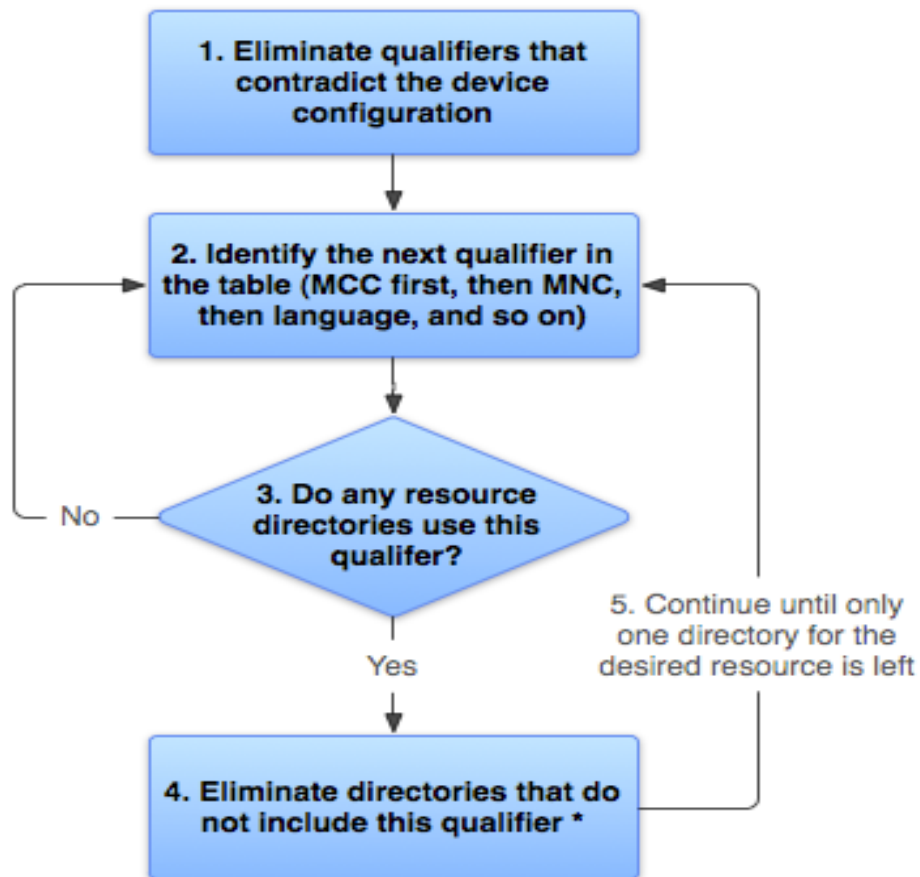 1. Eliminate qualifiers that
contradict the device
configuration
2. Identify the next qualifier in
the table (MCC first, then MNC,
then language, and so on)
3. Do any resource
directories use this
qualifer?
No
Yes
5. Continue until only
one directory for the
desired resource is left
4. Eliminate directories that do
not include this qualifier *